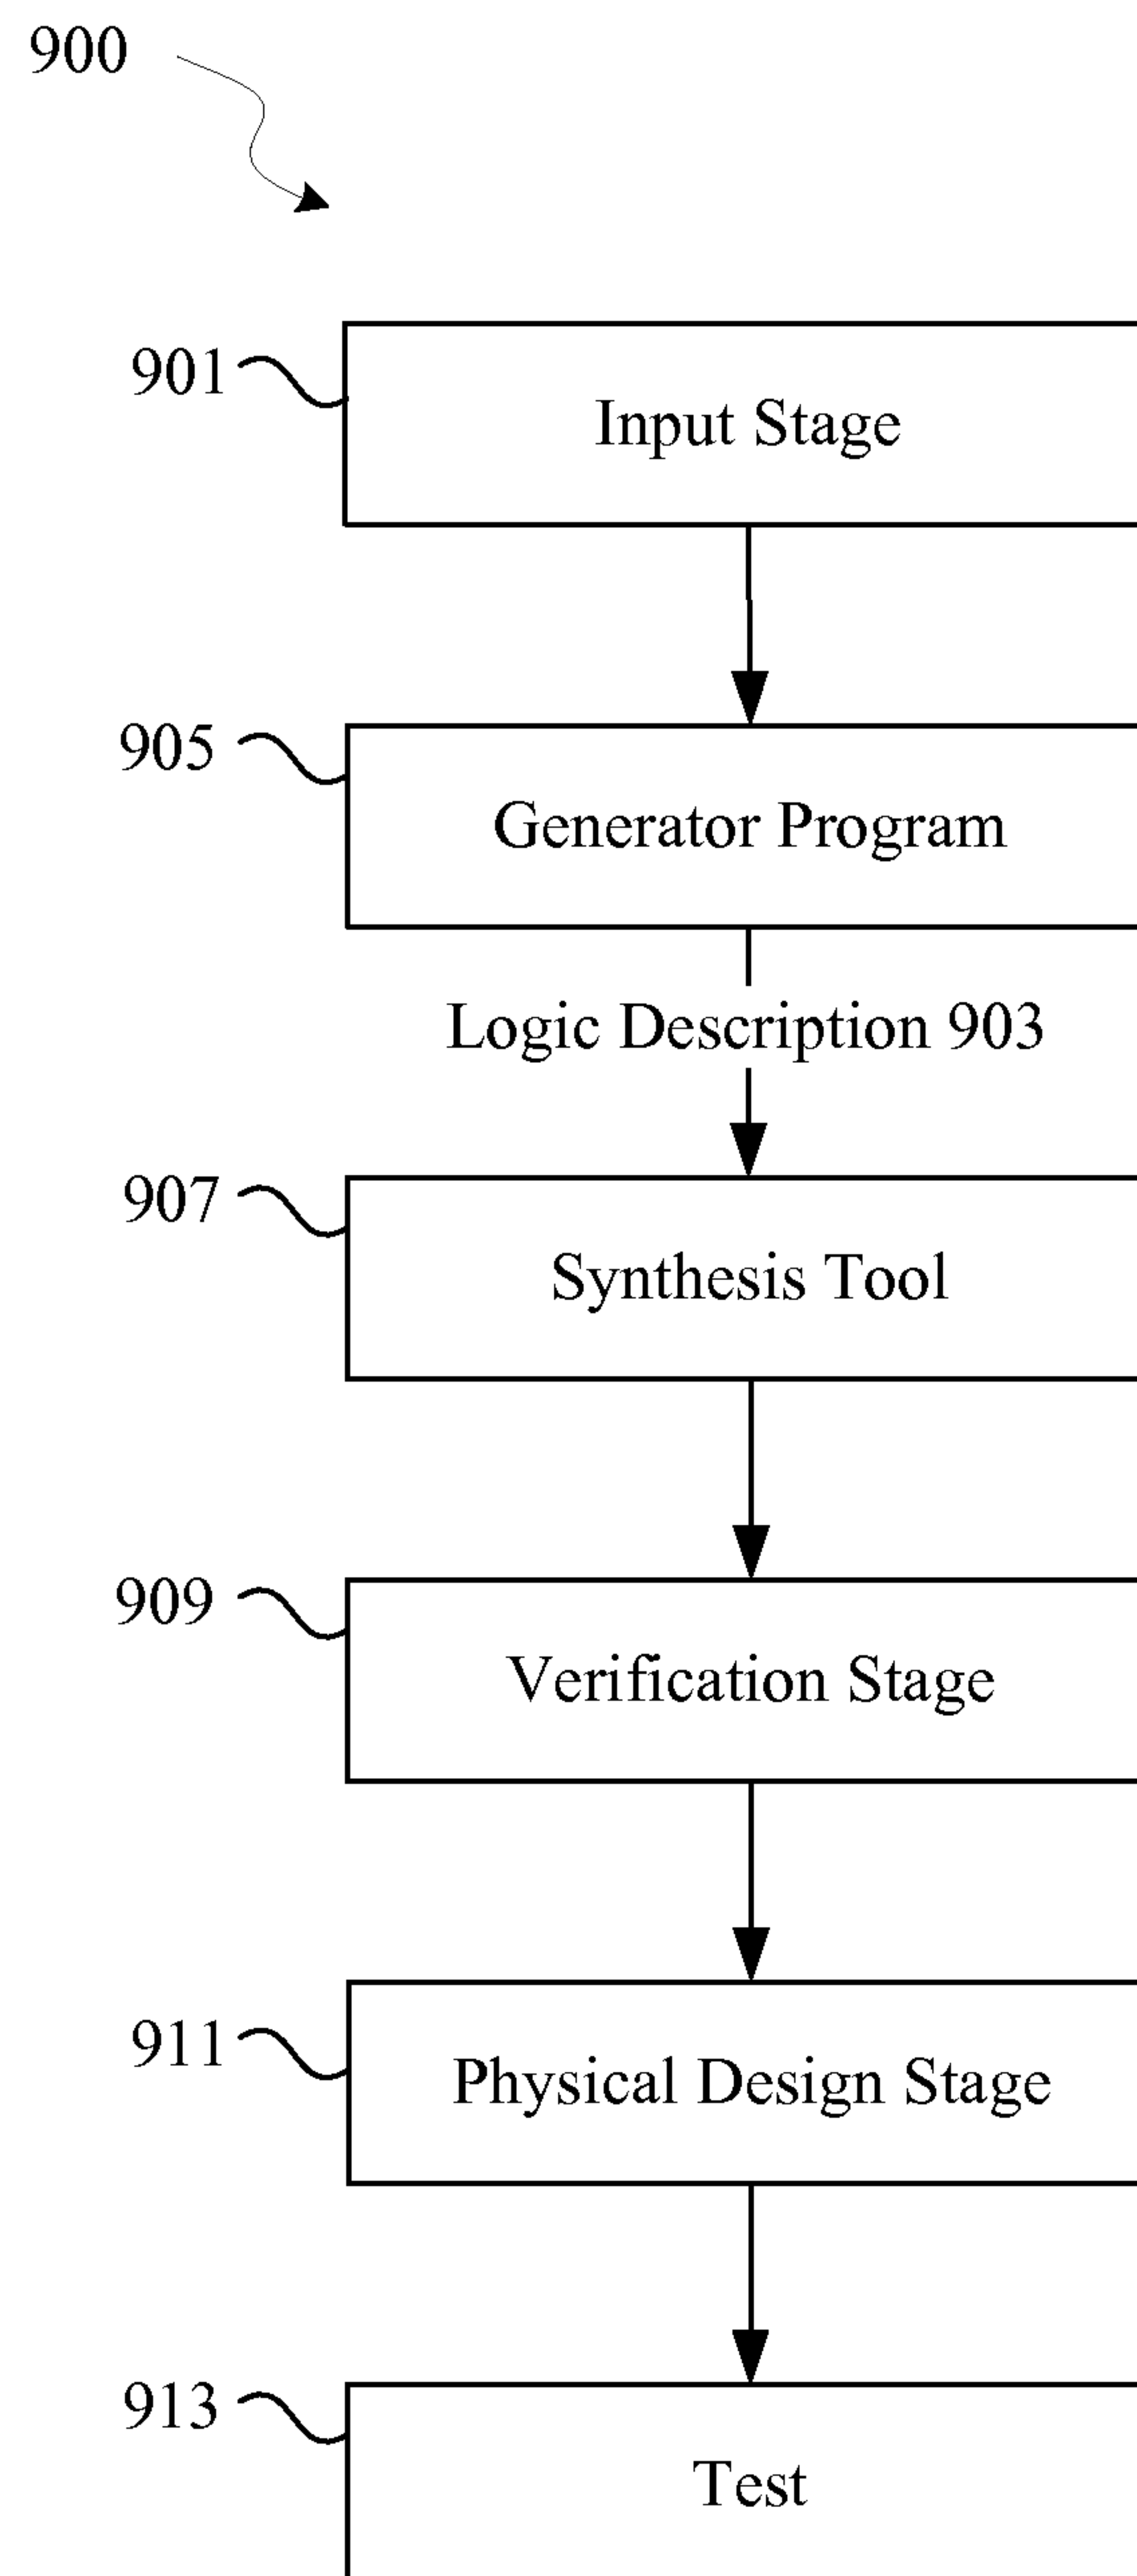 900
901
Input Stage
905
Generator Program
Logic Description 903
907
Synthesis Tool
909
Verification Stage
911
Physical Design Stage
913
Test